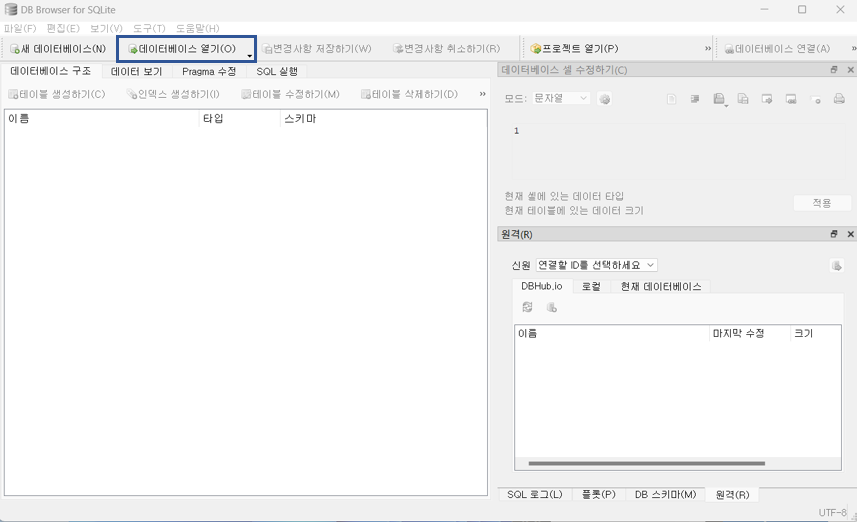 DB Browser for SQLite
파일(F) 편집(E) 보기(V) 도구(T) 도움말(H)
새 데이터베이스(N) 데이터베이스 열기(O) 변경사항 저장하기(W) 변경사항 취소하기(R) 프로젝트 열기(P) » 데이터베이스 연결(A) »
데이터베이스 구조 데이터 보기 Pragma 수정 SQL 실행
테이블 생성하기(C) 인덱스 생성하기(I) 테이블 수정하기(M) 테이블 삭제하기(D) »
이름 타입 스키마
데이터베이스 셀 수정하기(C)
모드: 문자열
1
현재 셀에 있는 데이터 타입
현재 테이블에 있는 데이터 크기
적용
원격(R)
신원 연결할 ID를 선택하세요
DBHub.io 로컬 현재 데이터베이스
이름 마지막 수정 크기
SQL 로그(L) 플롯(P) DB 스키마(M) 원격(R)
UTF-8